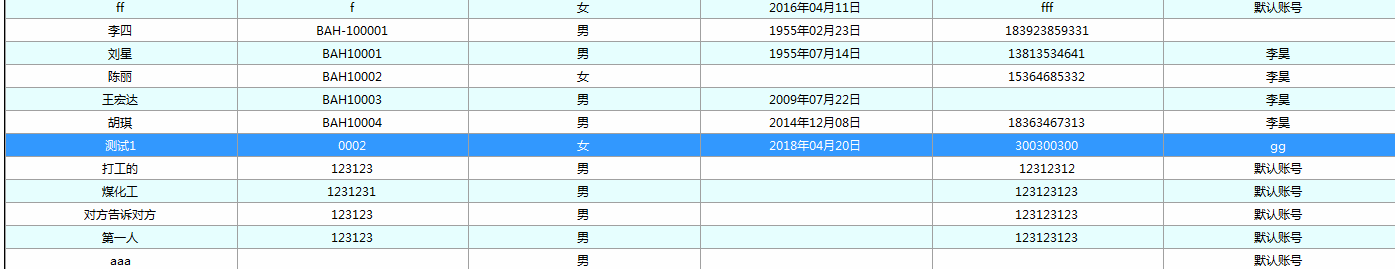 ff f 女 2016年04月11日 fff 默认账号
李四 BAH-100001 男 1955年02月23日 183923859331
刘星 BAH10001 男 1955年07月14日 13813534641 李昊
陈丽 BAH10002 女 15364685332 李昊
王宏达 BAH10003 男 2009年07月22日 李昊
胡琪 BAH10004 男 2014年12月08日 18363467313 李昊
测试1 0002 女 2018年04月20日 300300300 gg
打工的 123123 男 12312312 默认账号
煤化工 1231231 男 123123123 默认账号
对方告诉对方 123123 男 123123123 默认账号
第一人 123123 男 123123123 默认账号
aaa 男 默认账号